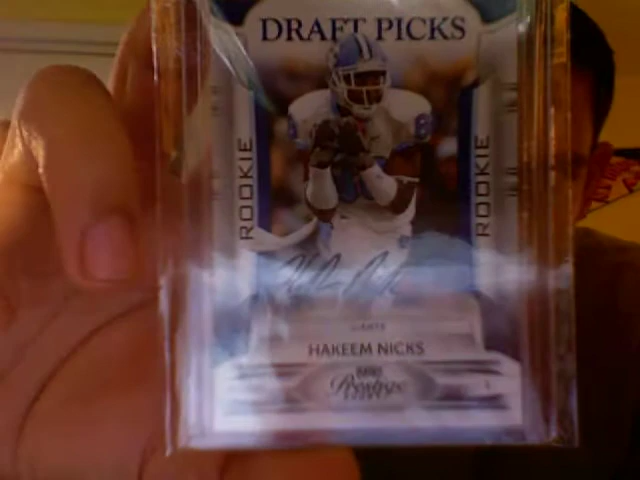 DRAFT PICKS
ROOKIE
ROOKIE
GIANTS
HAKEEM NICKS
Prestige